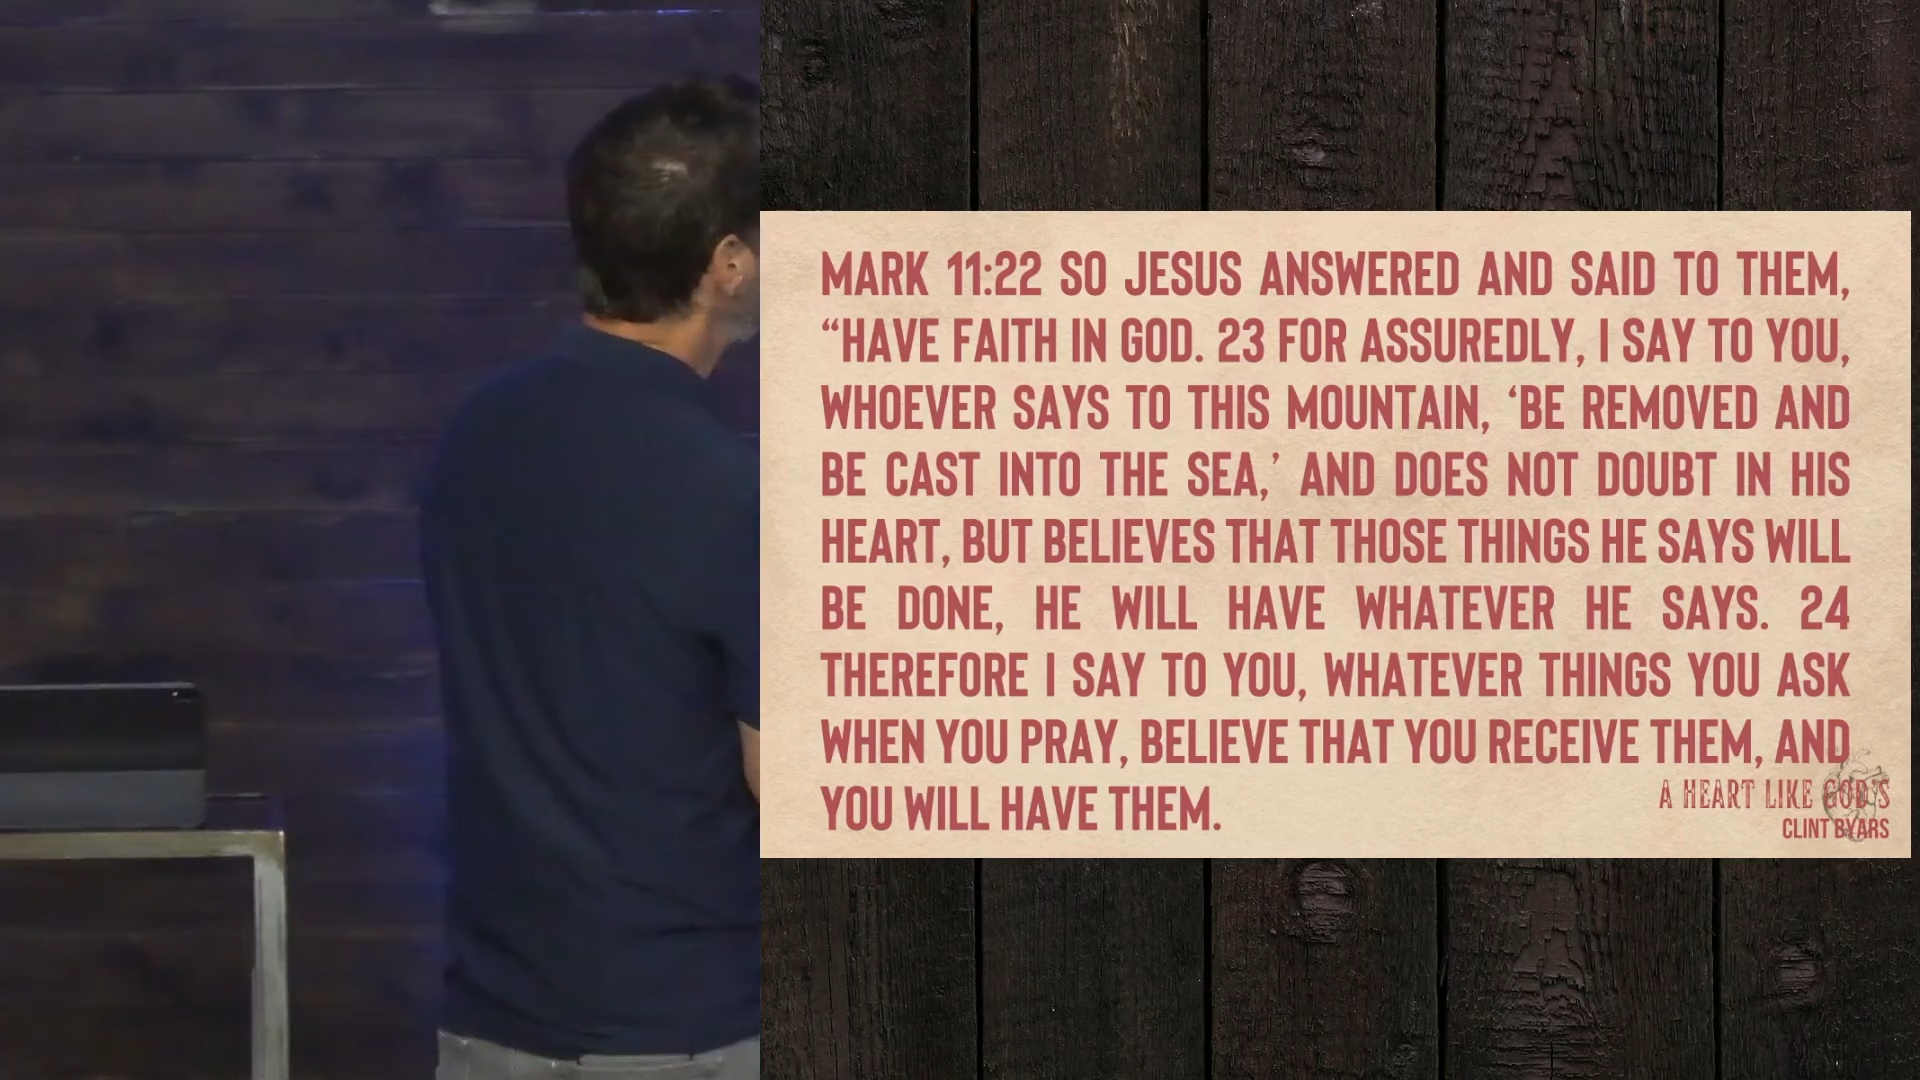 MARK 11:22 SO JESUS ANSWERED AND SAID TO THEM,
“HAVE FAITH IN GOD. 23 FOR ASSUREDLY, I SAY TO YOU,
WHOEVER SAYS TO THIS MOUNTAIN, ‘BE REMOVED AND
BE CAST INTO THE SEA,’ AND DOES NOT DOUBT IN HIS
HEART, BUT BELIEVES THAT THOSE THINGS HE SAYS WILL
BE DONE, HE WILL HAVE WHATEVER HE SAYS. 24
THEREFORE I SAY TO YOU, WHATEVER THINGS YOU ASK
WHEN YOU PRAY, BELIEVE THAT YOU RECEIVE THEM, AND
YOU WILL HAVE THEM.
A HEART LIKE GOD'S
CLINT BYARS